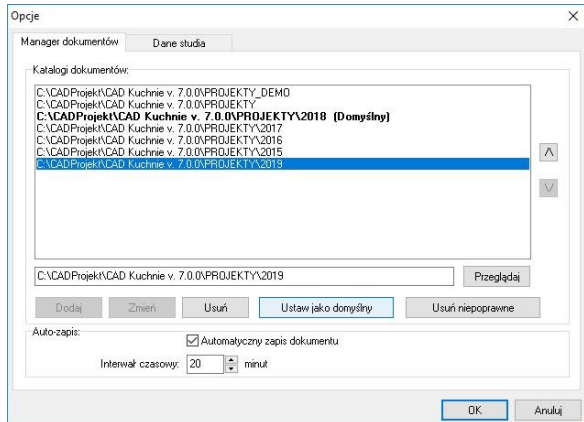 Opcje
Manager dokumentów
Dane studia
Katalogi dokumentów:
C:\CADProjekt\CAD Kuchnie v. 7.0.0\PROJEKTY_DEMO
C:\CADProjekt\CAD Kuchnie v. 7.0.0\PROJEKTY
C:\CADProjekt\CAD Kuchnie v. 7.0.0\PROJEKTY\2018 (Domyślny)
C:\CADProjekt\CAD Kuchnie v. 7.0.0\PROJEKTY\2017
C:\CADProjekt\CAD Kuchnie v. 7.0.0\PROJEKTY\2016
C:\CADProjekt\CAD Kuchnie v. 7.0.0\PROJEKTY\2015
C:\CADProjekt\CAD Kuchnie v. 7.0.0\PROJEKTY\2019
C:\CADProjekt\CAD Kuchnie v. 7.0.0\PROJEKTY\2019
Przeglądaj
Dodaj
Zmień
Usuń
Ustaw jako domyślny
Usuń niepoprawne
Auto-zapis:
Automatyczny zapis dokumentu
Interwał czasowy: 20 minut
OK
Anuluj